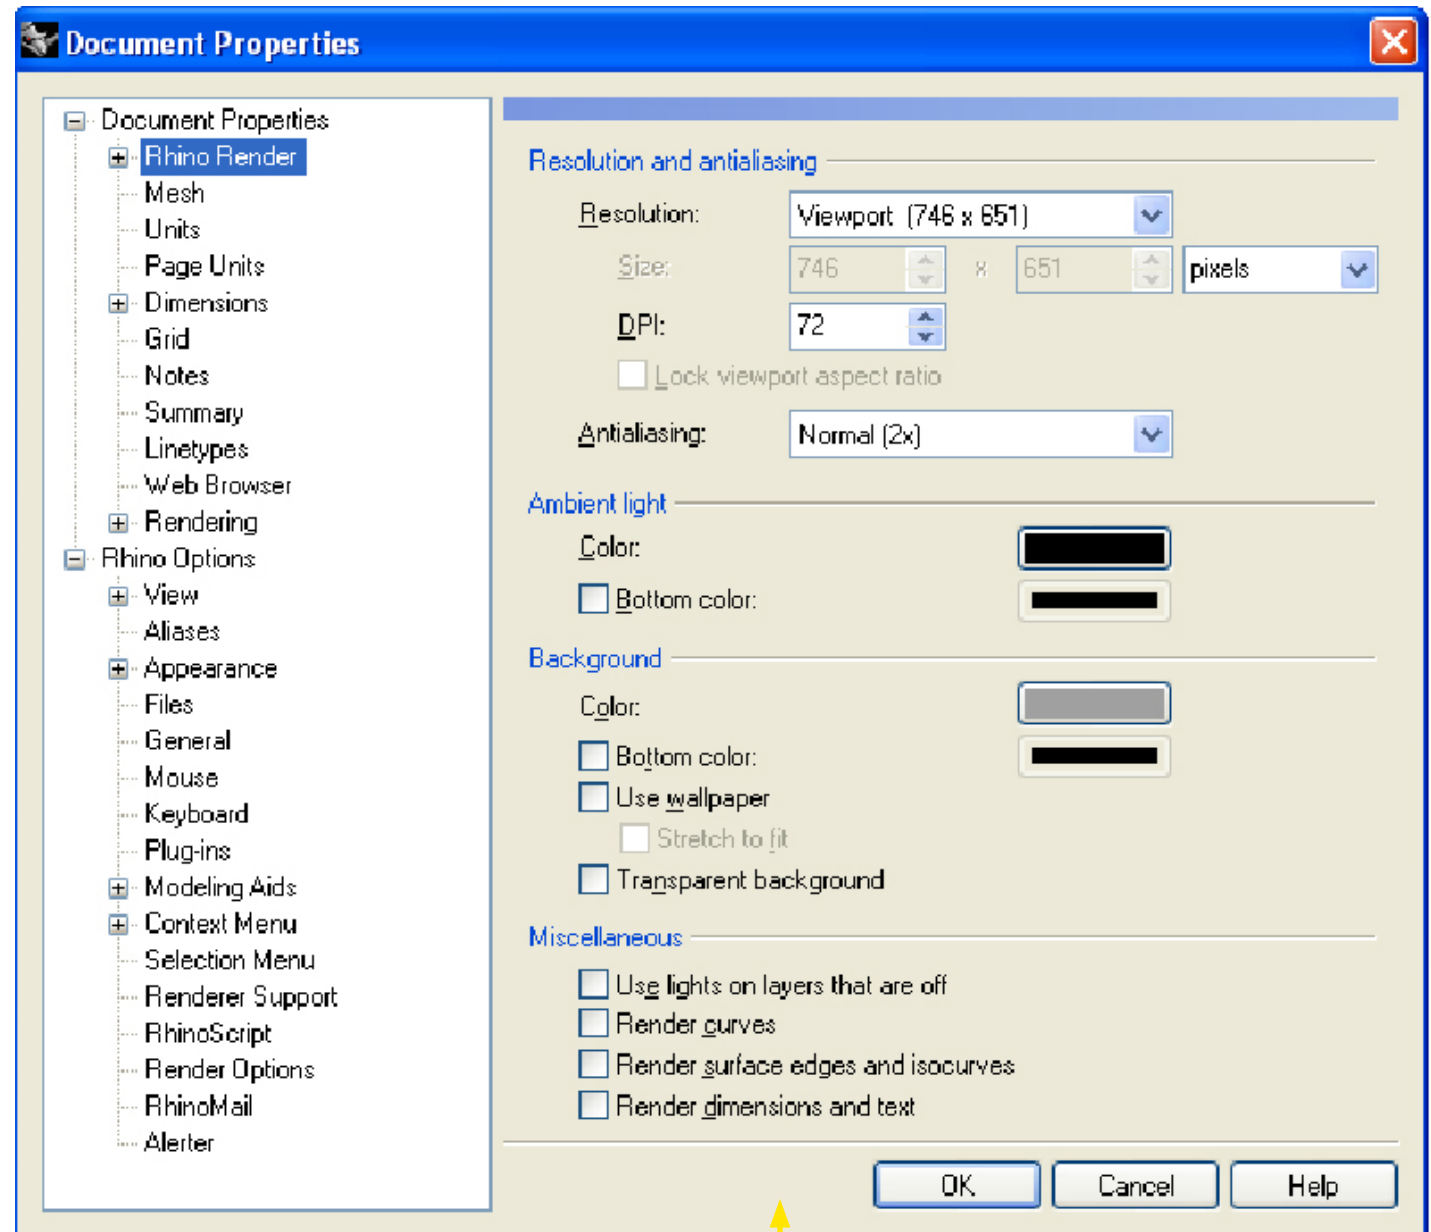 Document Properties
Document Properties
Rhino Render
Mesh
Units
Page Units
Dimensions
Grid
Notes
Summary
Linetypes
Web Browser
Rendering
Rhino Options
View
Aliases
Appearance
Files
General
Mouse
Keyboard
Plug-ins
Modeling Aids
Context Menu
Selection Menu
Renderer Support
RhinoScript
Render Options
RhinoMail
Alerter
Resolution and antialiasing
Resolution: Viewport (746 x 651)
Size: 746 x 651 pixels
DPI: 72
Lock viewport aspect ratio
Antialiasing: Normal (2x)
Ambient light
Color:
Bottom color:
Background
Color:
Bottom color:
Use wallpaper
Stretch to fit
Transparent background
Miscellaneous
Use lights on layers that are off
Render curves
Render surface edges and isocurves
Render dimensions and text
OK Cancel Help